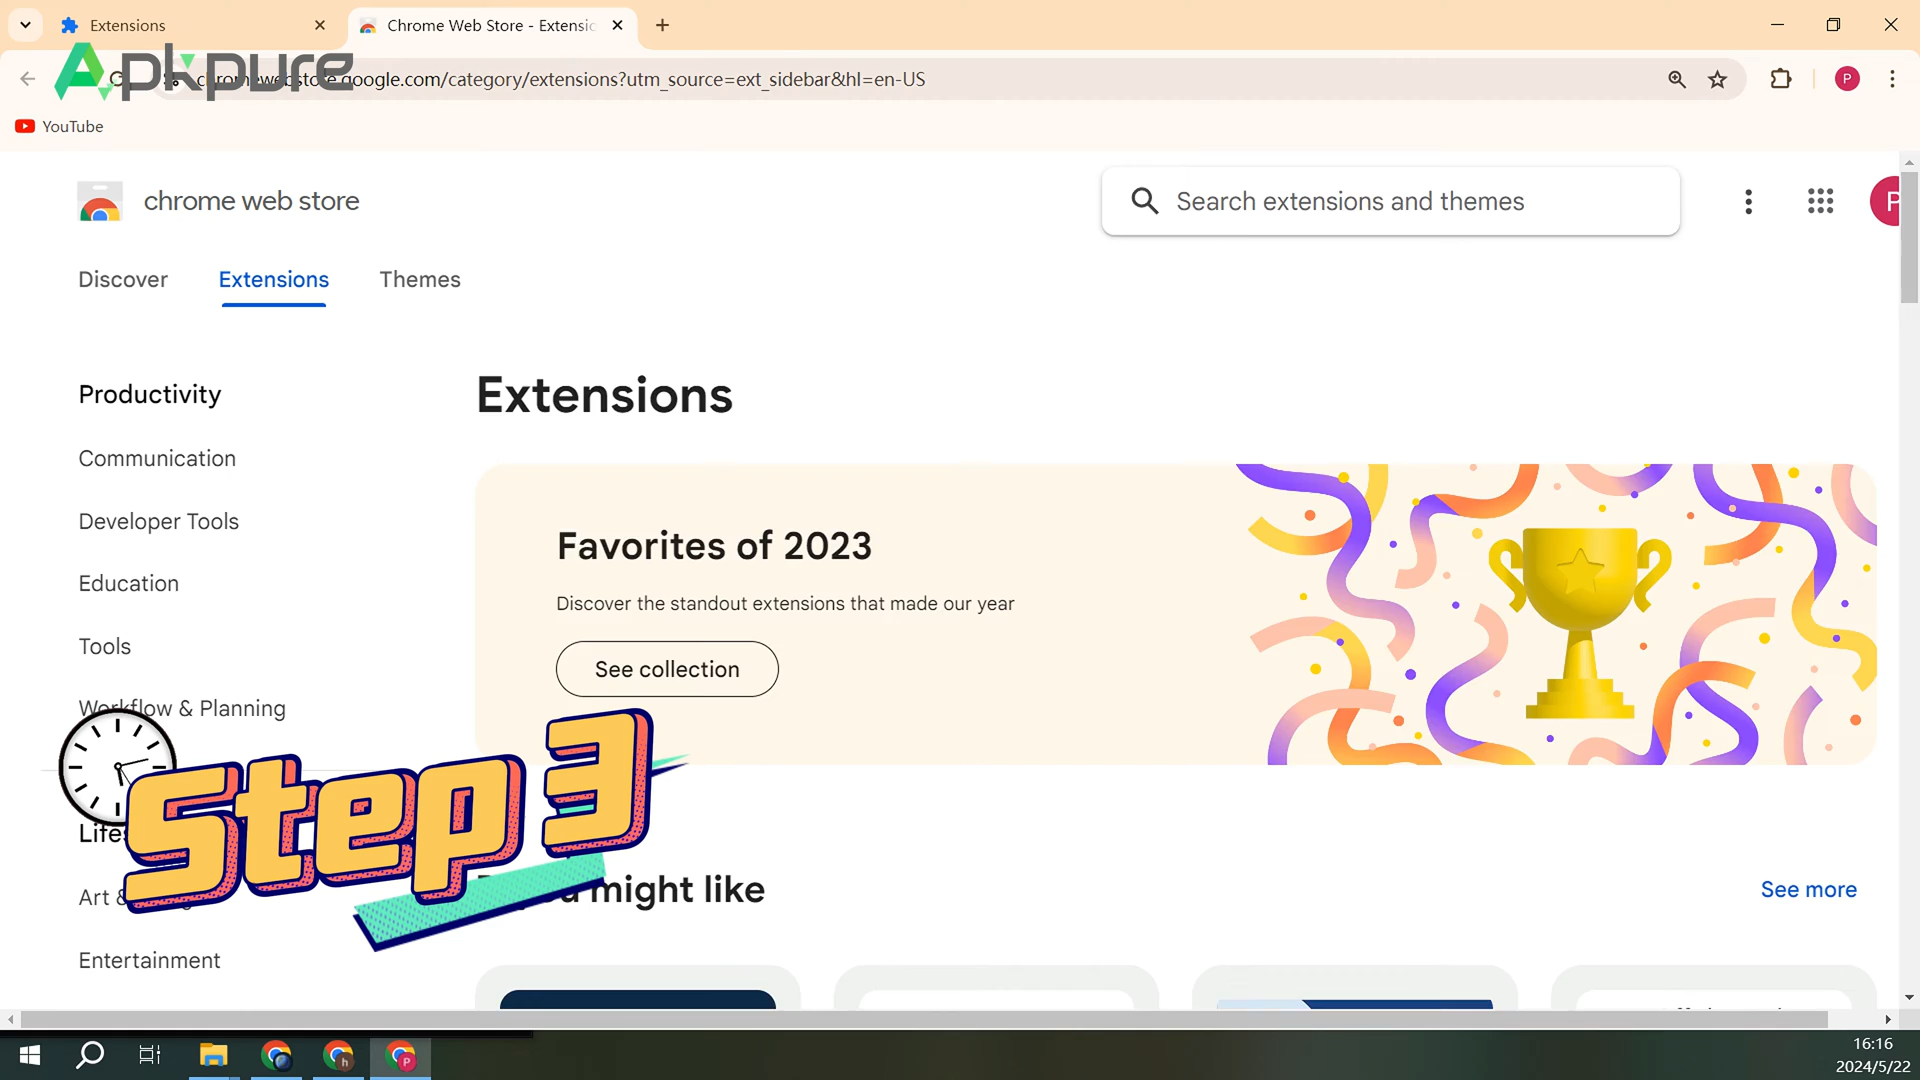 Extensions
Chrome Web Store - Extensio
Apkpure
chromewebstore.google.com/category/extensions?utm_source=ext_sidebar&hl=en-US
P
YouTube
chrome web store
Search extensions and themes
P
Discover
Extensions
Themes
Productivity
Communication
Developer Tools
Education
Tools
Workflow & Planning
Extensions
Favorites of 2023
Discover the standout extensions that made our year
See collection
Step 3
Art &
Entertainment
might like
See more
h
P
16:16
2024/5/22